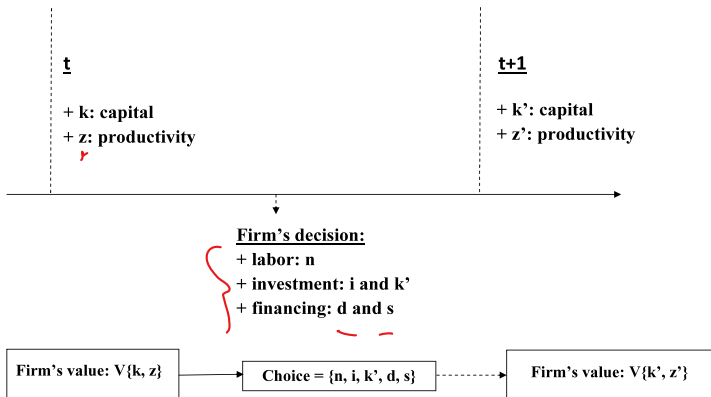 t
+ k: capital
+ z: productivity
t+1
+ k’: capital
+ z’: productivity
Firm’s decision:
+ labor: n
+ investment: i and k’
+ financing: d and s
Firm’s value: V{k, z}
Choice = {n, i, k’, d, s}
Firm’s value: V{k’, z’}